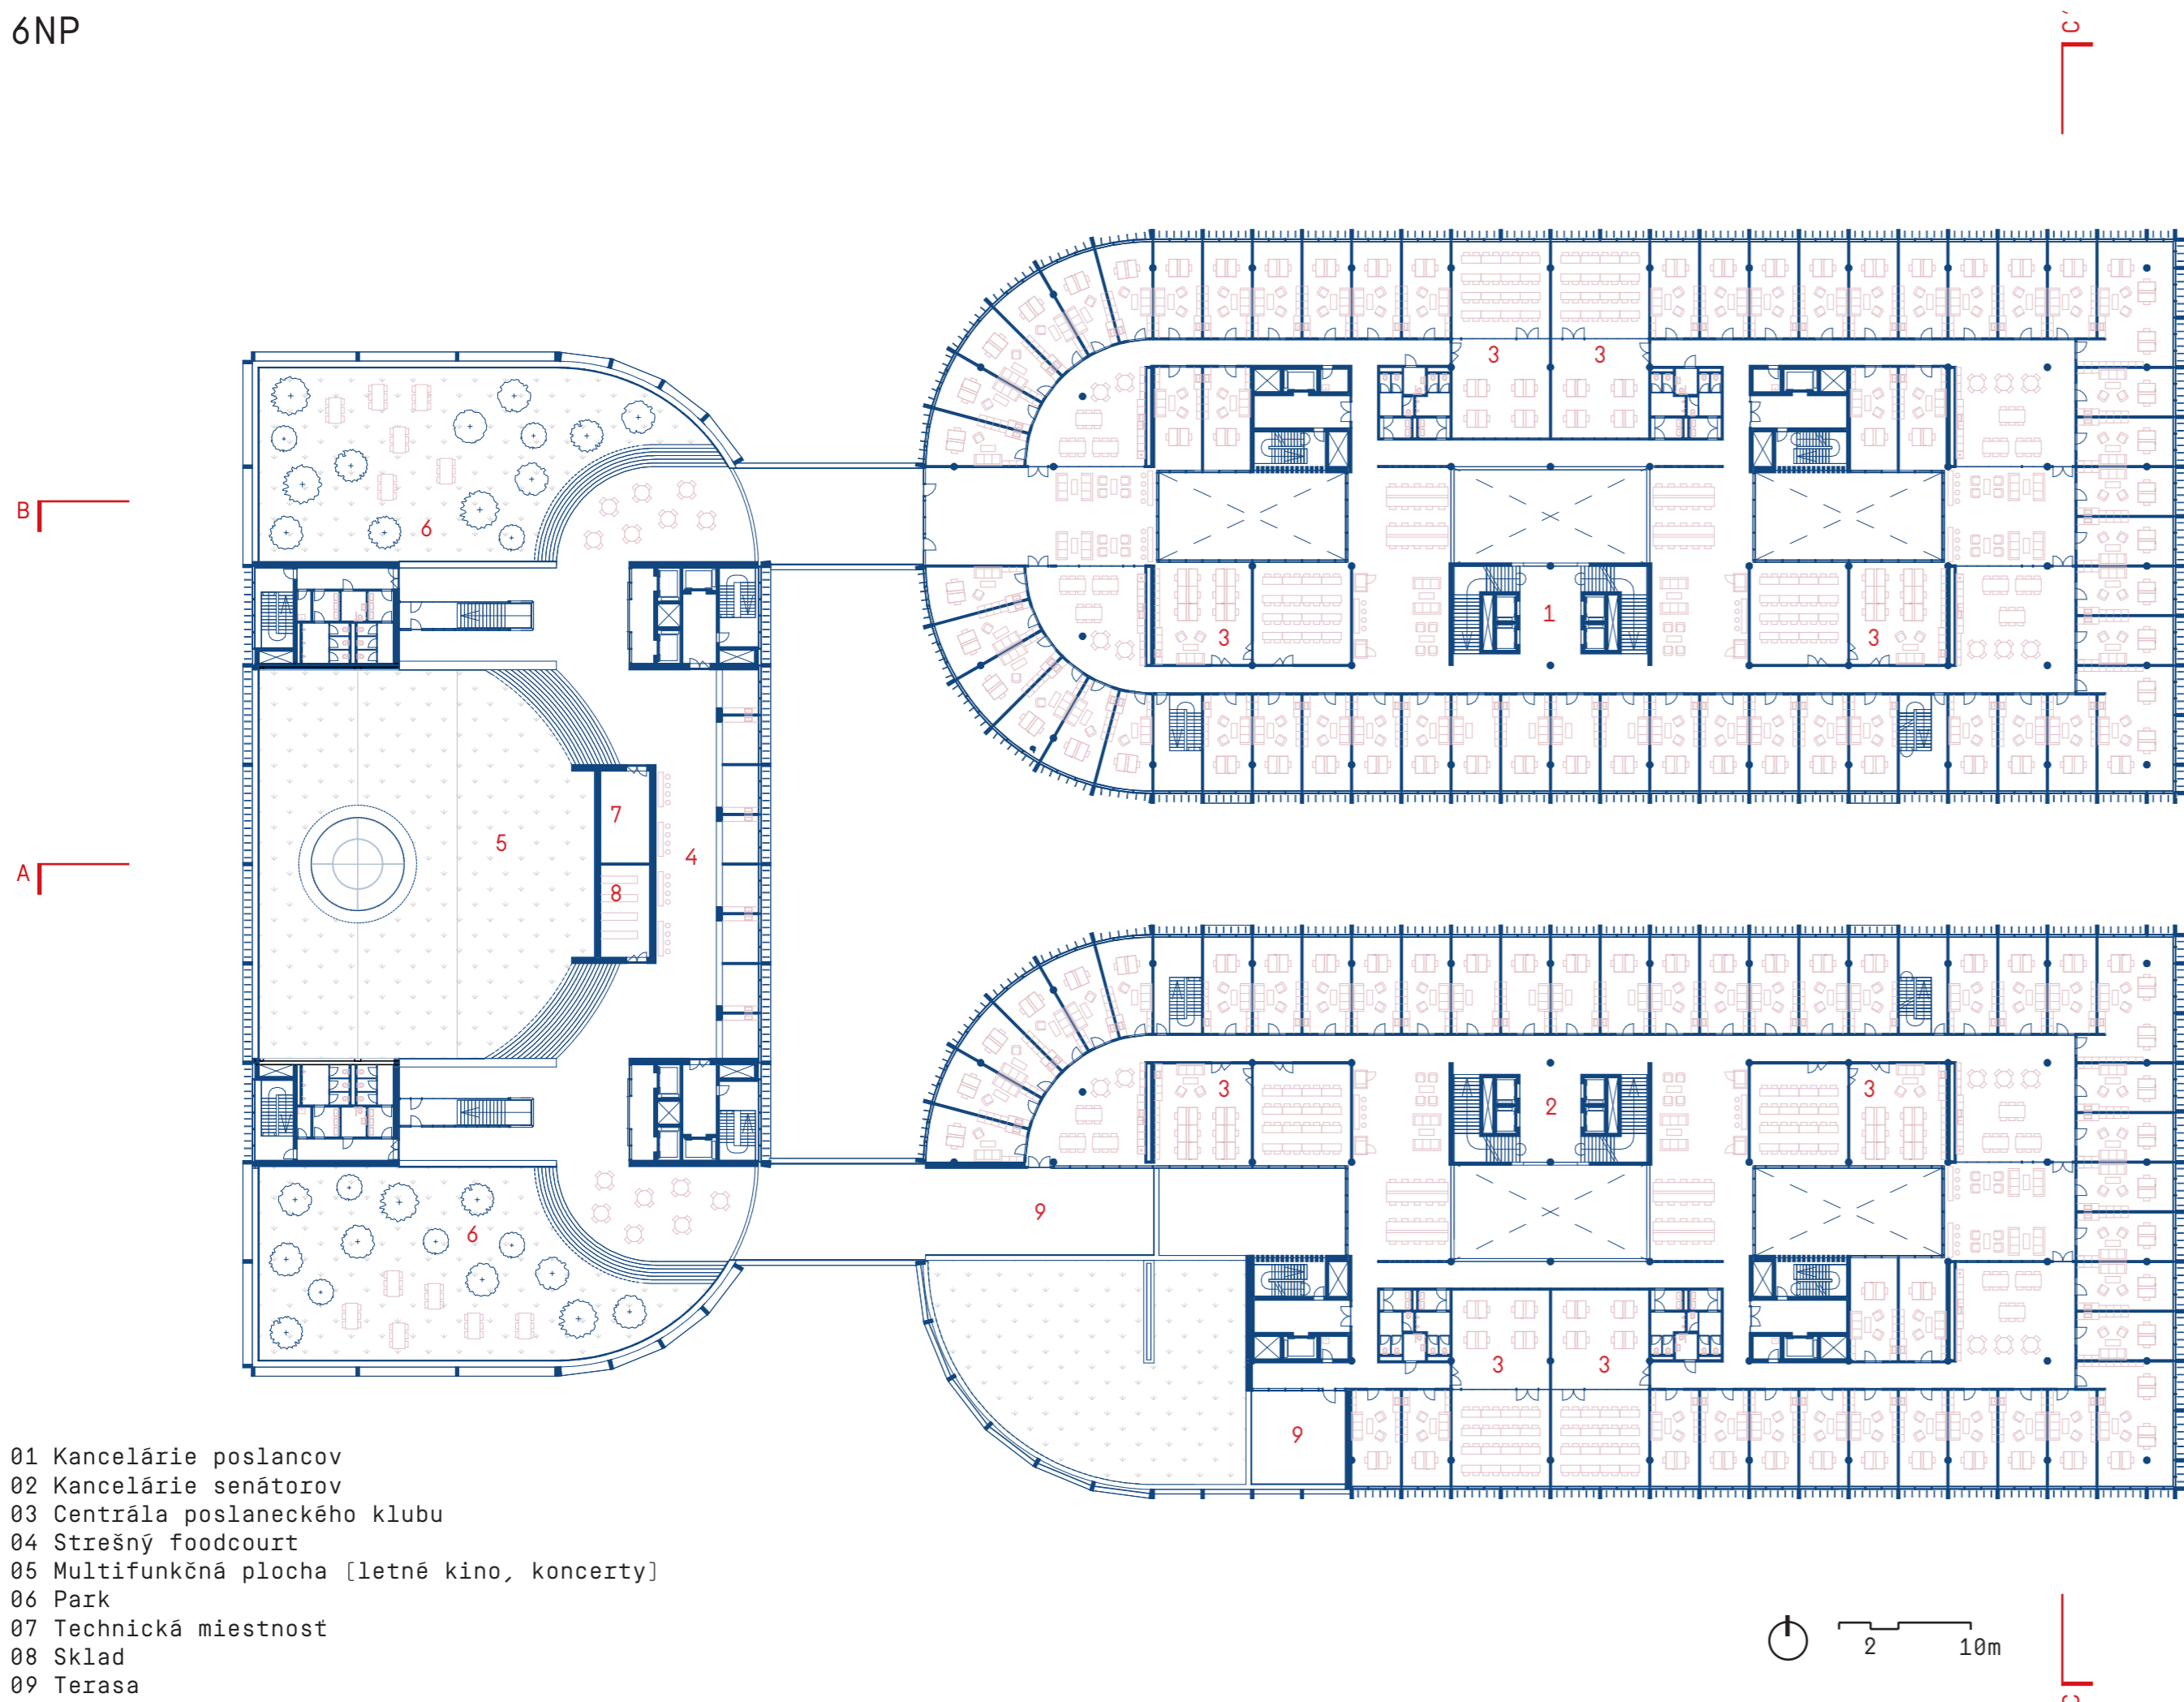 6NP
C'
3 3
B
6
1
3 3
7
5
4
A
8
3 3
2
9
6
3 3
9
01 Kancelárie poslancov
02 Kancelárie senátorov
03 Centrála poslaneckého klubu
04 Strešný foodcourt
05 Multifunkčná plocha [letné kino, koncerty]
06 Park
07 Technická miestnosť
08 Sklad
09 Terasa
2 10m
C